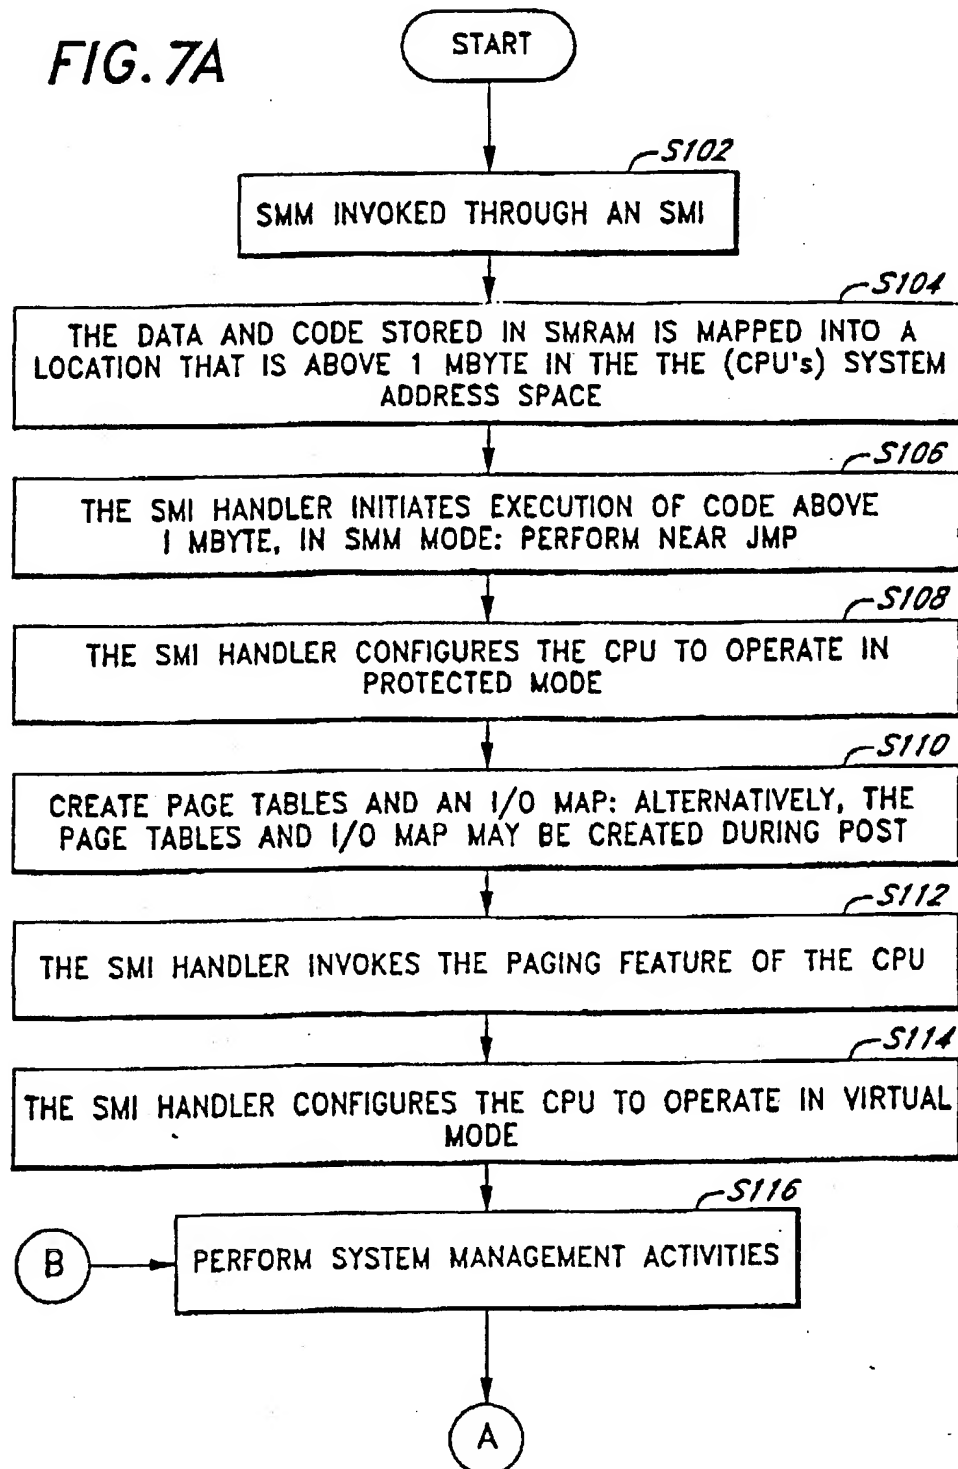 FIG. 7A
START
S102
SMM INVOKED THROUGH AN SMI
S104
THE DATA AND CODE STORED IN SMRAM IS MAPPED INTO A
LOCATION THAT IS ABOVE 1 MBYTE IN THE THE (CPU's) SYSTEM
ADDRESS SPACE
S106
THE SMI HANDLER INITIATES EXECUTION OF CODE ABOVE
1 MBYTE, IN SMM MODE: PERFORM NEAR JMP
S108
THE SMI HANDLER CONFIGURES THE CPU TO OPERATE IN
PROTECTED MODE
S110
CREATE PAGE TABLES AND AN I/O MAP: ALTERNATIVELY, THE
PAGE TABLES AND I/O MAP MAY BE CREATED DURING POST
S112
THE SMI HANDLER INVOKES THE PAGING FEATURE OF THE CPU
S114
THE SMI HANDLER CONFIGURES THE CPU TO OPERATE IN VIRTUAL
MODE
S116
B
PERFORM SYSTEM MANAGEMENT ACTIVITIES
A